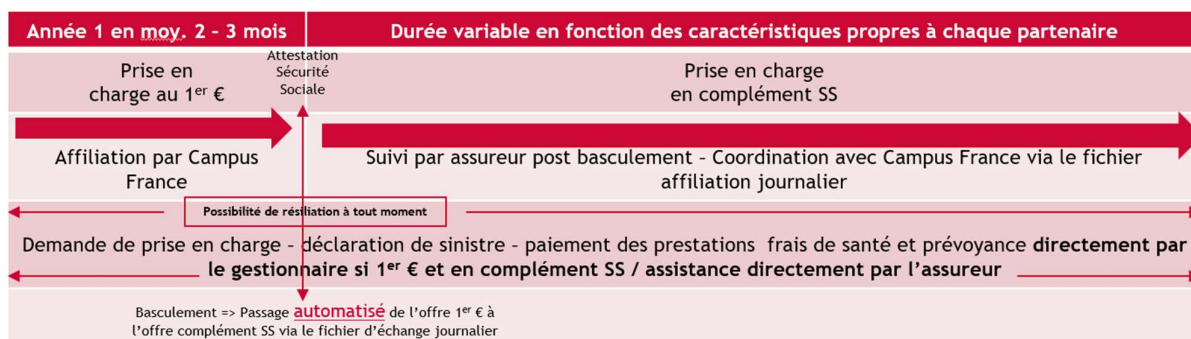 Année 1 en moy. 2 – 3 mois
Durée variable en fonction des caractéristiques propres à chaque partenaire
Attestation
Sécurité
Sociale
Prise en
charge au 1er €
Prise en charge
en complément SS
Affiliation par Campus
France
Suivi par assureur post basculement – Coordination avec Campus France via le fichier
affiliation journalier
Possibilité de résiliation à tout moment
Demande de prise en charge – déclaration de sinistre – paiement des prestations frais de santé et prévoyance directement par
le gestionnaire si 1er € et en complément SS / assistance directement par l'assureur
Basculement => Passage automatisé de l'offre 1er € à
l'offre complément SS via le fichier d'échange journalier